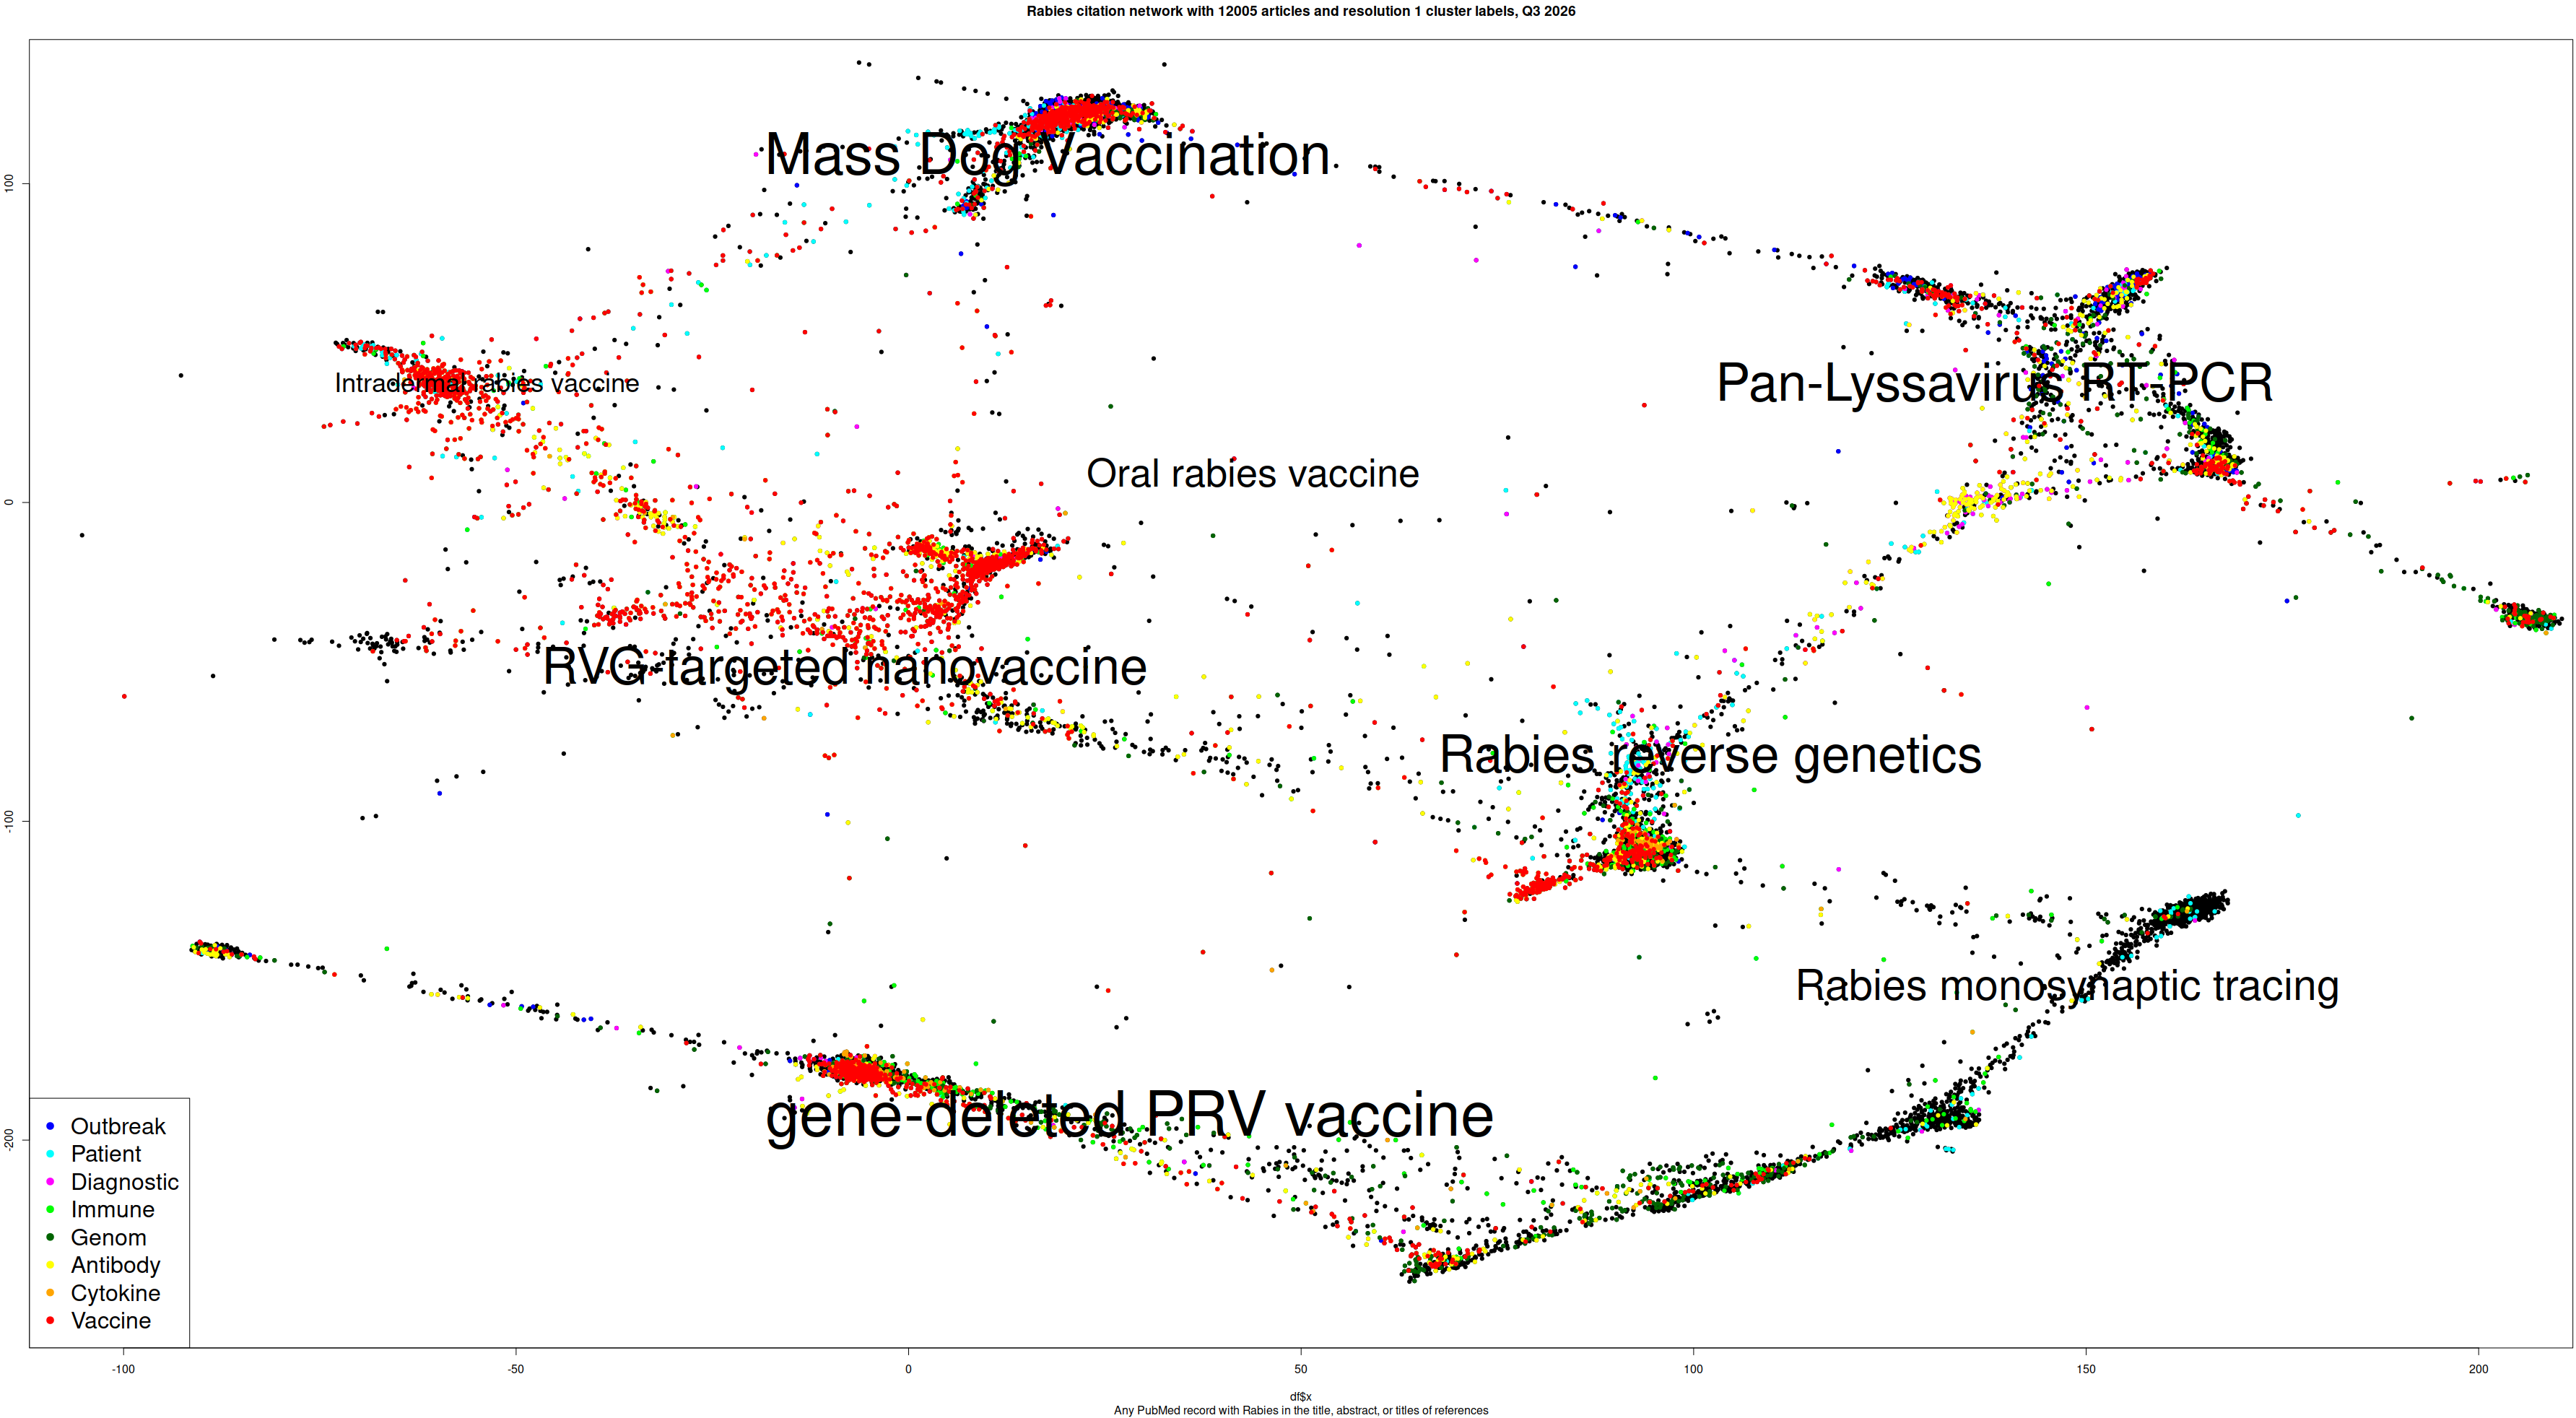 Rabies citation network with 12005 articles and resolution 1 cluster labels, Q3 2026
Mass Dog Vaccination
Intradermal rabies vaccine
Pan-Lyssavirus RT-PCR
Oral rabies vaccine
RVG-targeted nanovaccine
Rabies reverse genetics
Rabies monosynaptic tracing
gene-deleted PRV vaccine
100
0
-100
-200
Outbreak
Patient
Diagnostic
Immune
Genom
Antibody
Cytokine
Vaccine
-100 -50 0 50 100 150 200
df$x
Any PubMed record with Rabies in the title, abstract, or titles of references